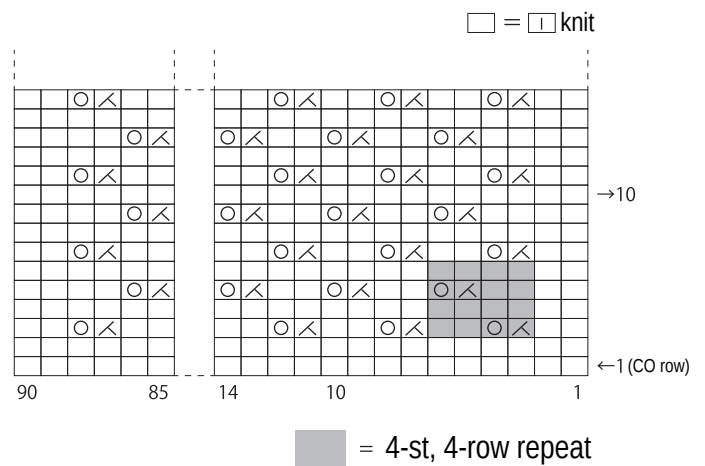 = knit
→10
←1 (CO row)
90 85 14 10 1
= 4-st, 4-row repeat